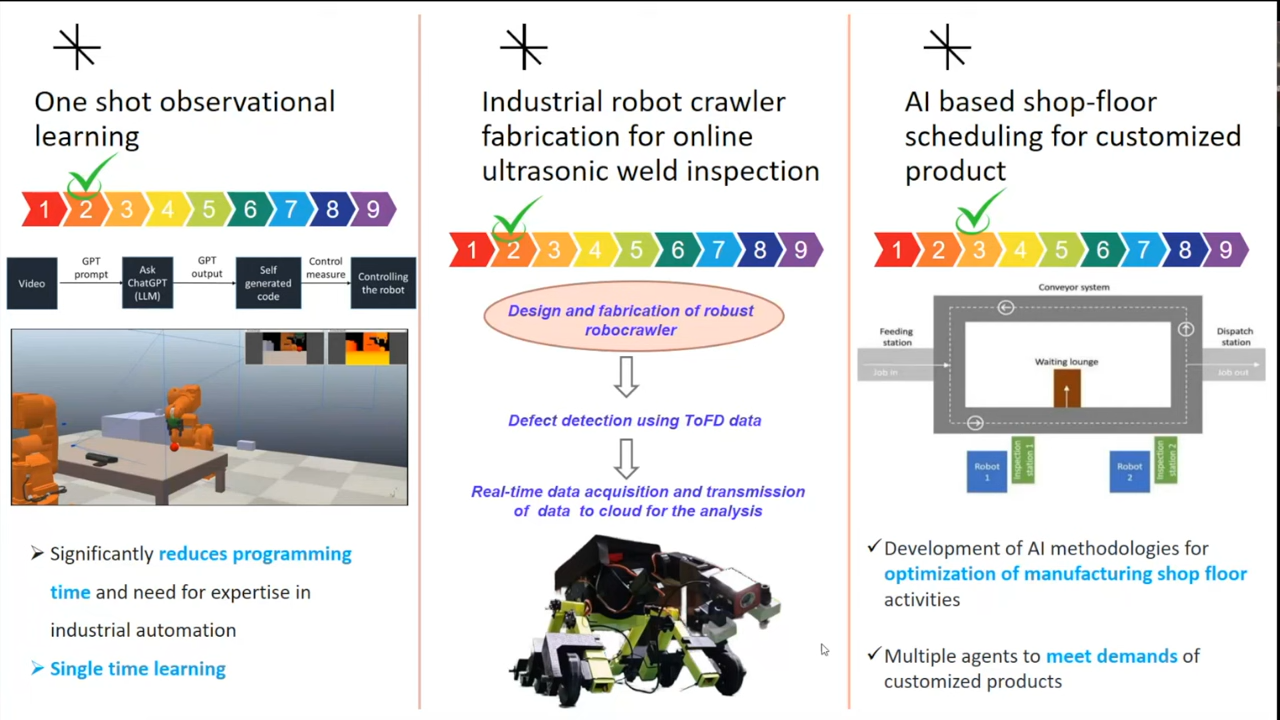 One shot observational
learning
1 2 3 4 5 6 7 8 9
Video
GPT
prompt
Ask
ChatGPT
(LLM)
GPT
output
Self
generated
code
Control
measure
Controlling
the robot
Significantly reduces programming
time and need for expertise in
industrial automation
Single time learning
Industrial robot crawler
fabrication for online
ultrasonic weld inspection
1 2 3 4 5 6 7 8 9
Design and fabrication of robust
robocrawler
Defect detection using ToFD data
Real-time data acquisition and transmission
of data to cloud for the analysis
AI based shop-floor
scheduling for customized
product
1 2 3 4 5 6 7 8 9
Conveyor system
Feeding
station
Job in
Waiting lounge
Dispatch
station
Job out
Robot
1
Inspection
station 1
Robot
2
Inspection
station 2
Development of AI methodologies for
optimization of manufacturing shop floor
activities
Multiple agents to meet demands of
customized products